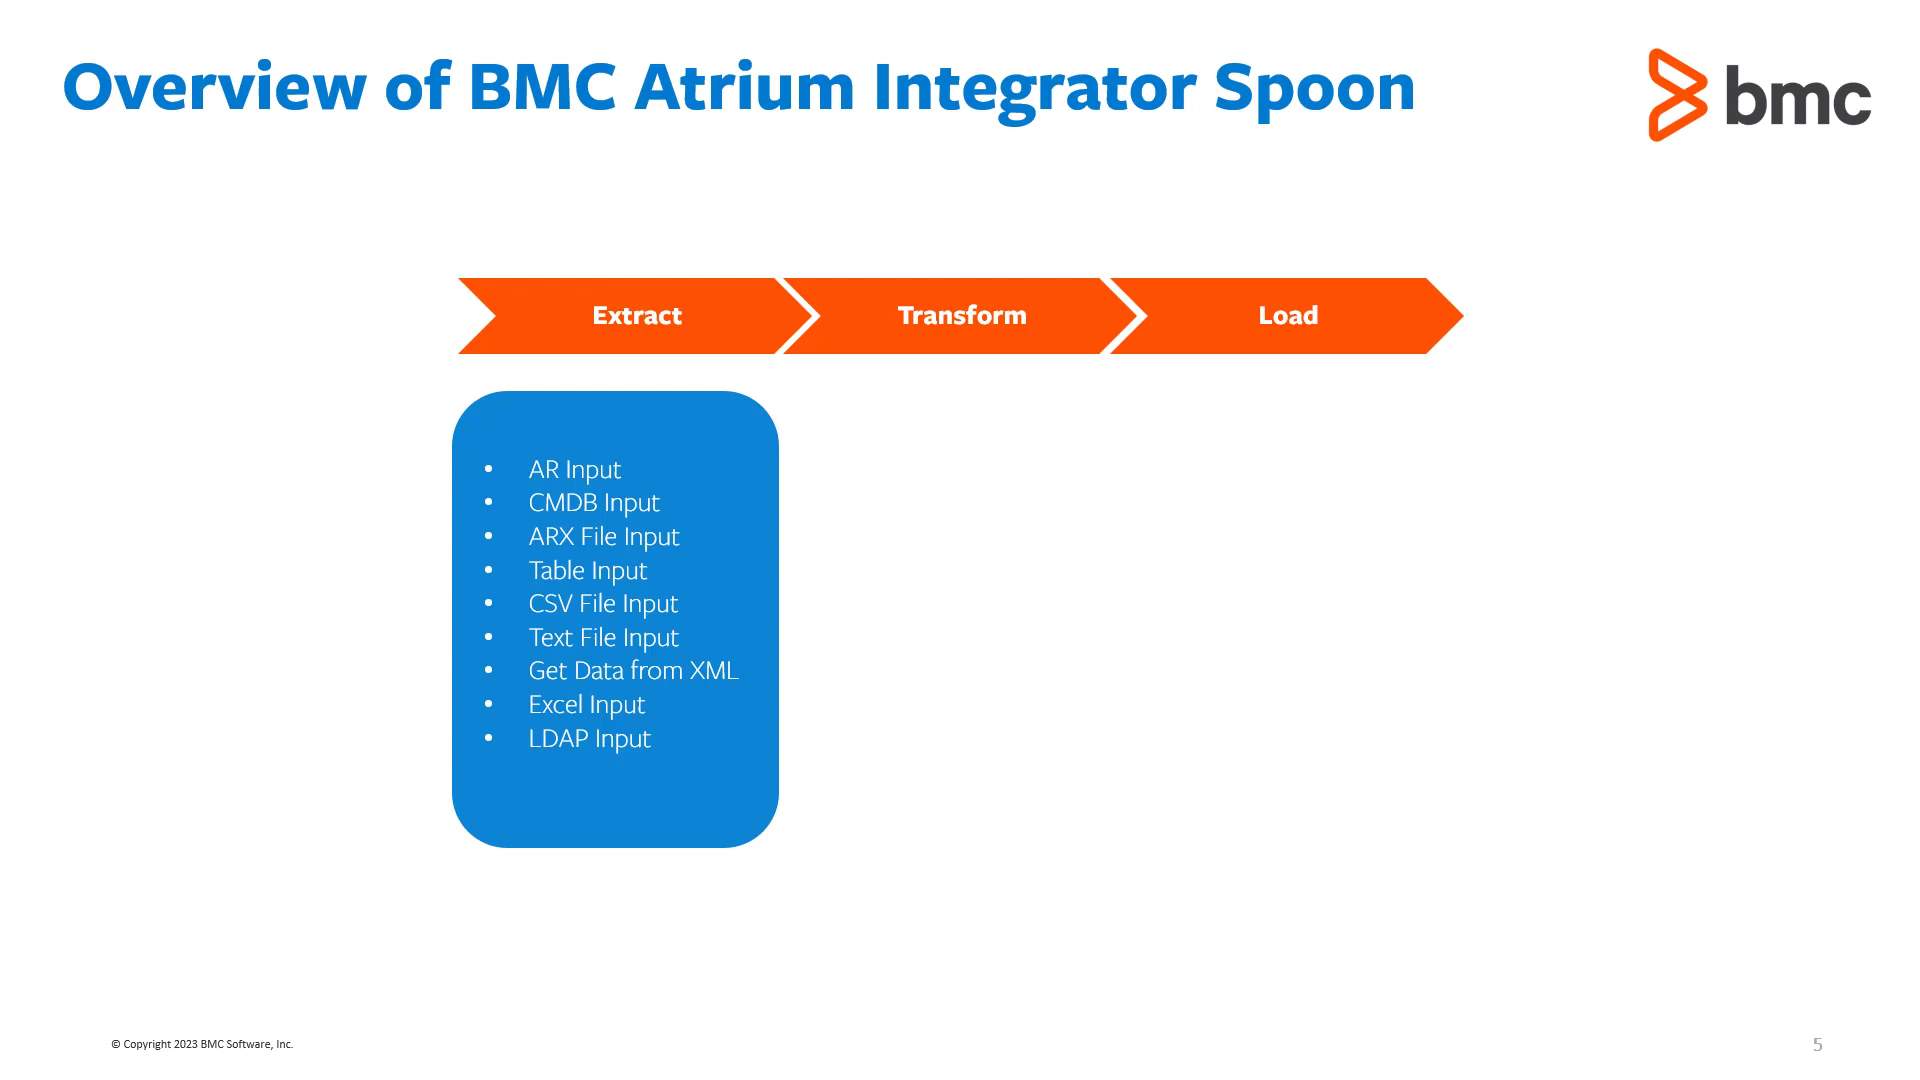 Overview of BMC Atrium Integrator Spoon
bmc
Extract
Transform
Load
• AR Input
• CMDB Input
• ARX File Input
• Table Input
• CSV File Input
• Text File Input
• Get Data from XML
• Excel Input
• LDAP Input
© Copyright 2023 BMC Software, Inc.
5